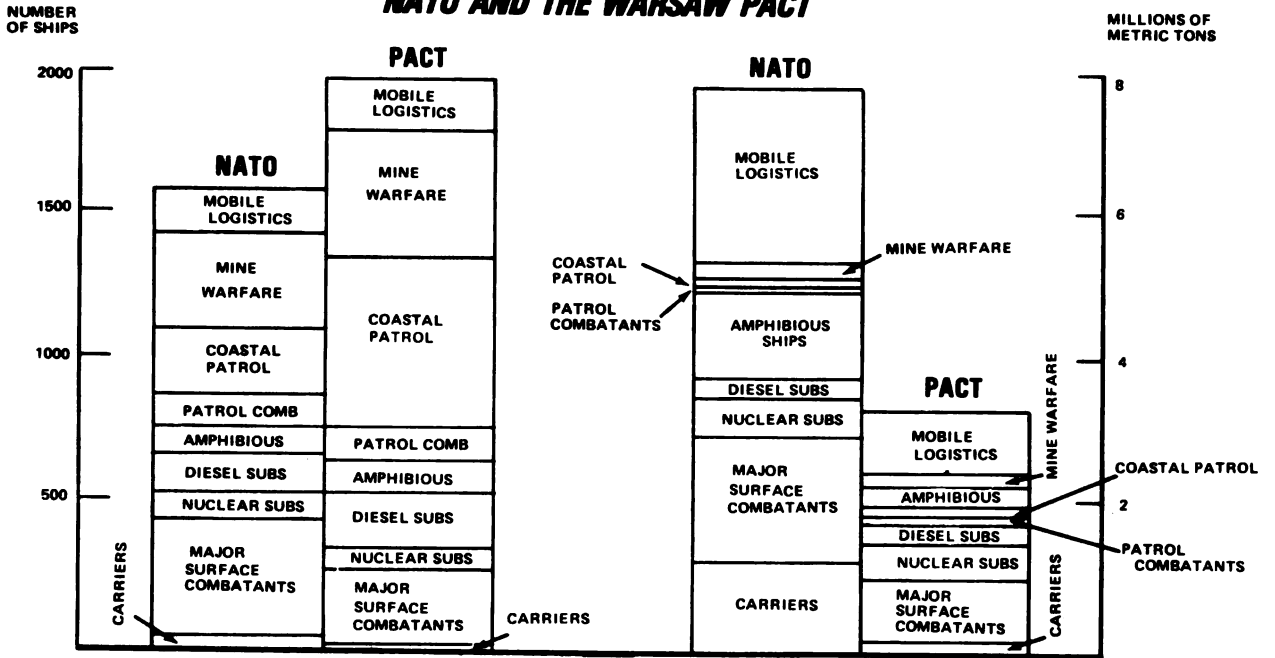 NATO AND THE WARSAW PACT
NUMBER
OF SHIPS
MILLIONS OF
METRIC TONS
2000
1500
1000
500
NATO
MOBILE
LOGISTICS
MINE
WARFARE
COASTAL
PATROL
PATROL COMB
AMPHIBIOUS
DIESEL SUBS
NUCLEAR SUBS
MAJOR
SURFACE
COMBATANTS
CARRIERS
PACT
MOBILE
LOGISTICS
MINE
WARFARE
COASTAL
PATROL
PATROL COMB
AMPHIBIOUS
DIESEL SUBS
NUCLEAR SUBS
MAJOR
SURFACE
COMBATANTS
CARRIERS
NATO
MOBILE
LOGISTICS
MINE WARFARE
COASTAL
PATROL
PATROL
COMBATANTS
AMPHIBIOUS
SHIPS
DIESEL SUBS
NUCLEAR SUBS
MAJOR
SURFACE
COMBATANTS
CARRIERS
PACT
MOBILE
LOGISTICS
MINE WARFARE
AMPHIBIOUS
COASTAL PATROL
PATROL
COMBATANTS
DIESEL SUBS
NUCLEAR SUBS
MAJOR
SURFACE
COMBATANTS
CARRIERS
8
6
4
2